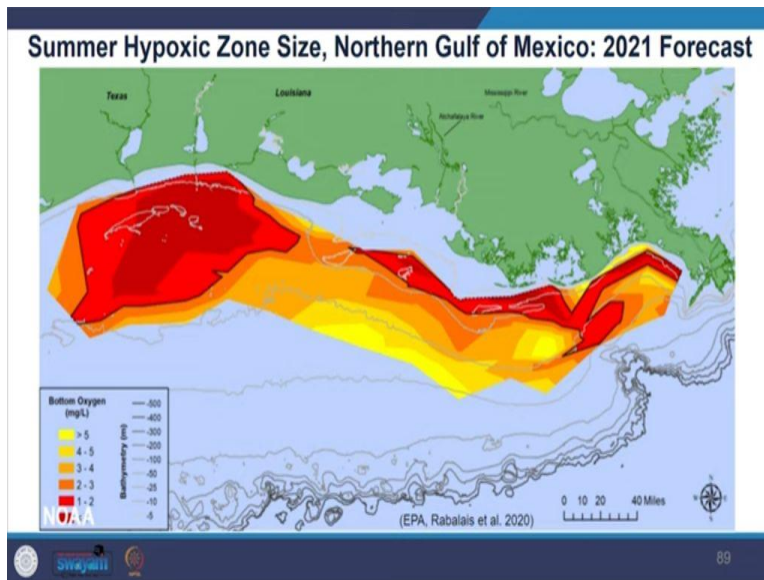 Summer Hypoxic Zone Size, Northern Gulf of Mexico: 2021 Forecast
Texas
Louisiana
Mississippi River
Atchafalaya River
Bottom Oxygen
(mg/L)
> 5
4 - 5
3 - 4
2 - 3
1 - 2
Bathymetry (m)
-500
-400
-300
-200
-100
-50
-25
-10
-5
NOAA
(EPA, Rabalais et al. 2020)
0 10 20 40 Miles
swayam
89